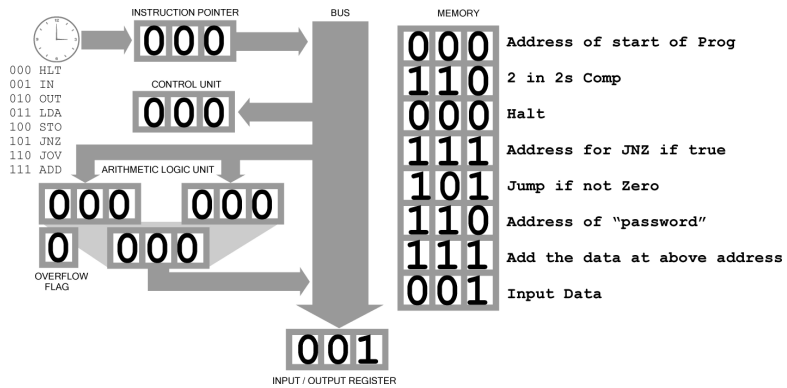 INSTRUCTION POINTER
BUS
MEMORY
000
000 HLT
001 IN
010 OUT
011 LDA
100 STO
101 JNZ
110 JOV
111 ADD
CONTROL UNIT
000
ARITHMETIC LOGIC UNIT
000
000
0
000
OVERFLOW
FLAG
000 Address of start of Prog
110 2 in 2s Comp
000 Halt
111 Address for JNZ if true
101 Jump if not Zero
110 Address of "password"
111 Add the data at above address
001 Input Data
001
INPUT / OUTPUT REGISTER